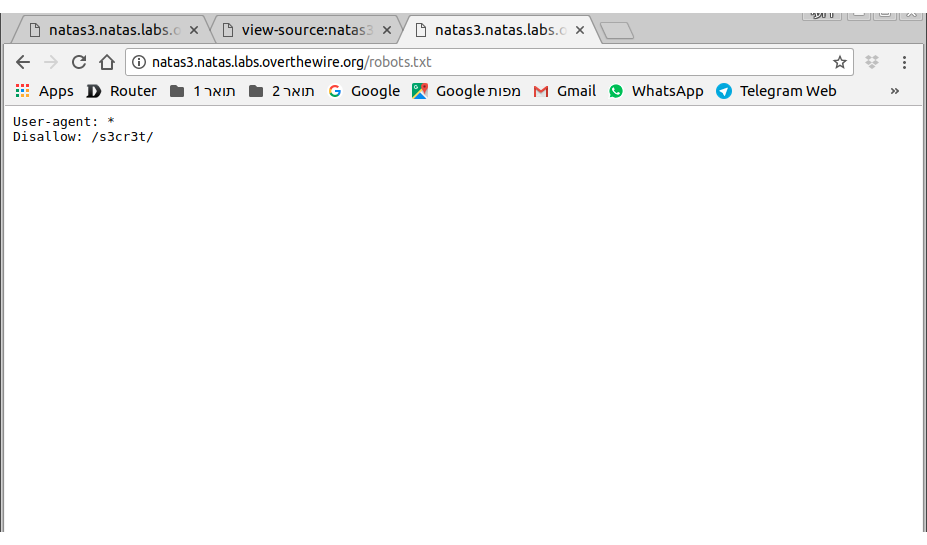 natas3.natas.labs.o
view-source:natas3
natas3.natas.labs.o
natas3.natas.labs.overthewire.org/robots.txt
Apps Router תואר 1 תואר 2 Google Google מפות Gmail WhatsApp Telegram Web »
User-agent: *
Disallow: /s3cr3t/